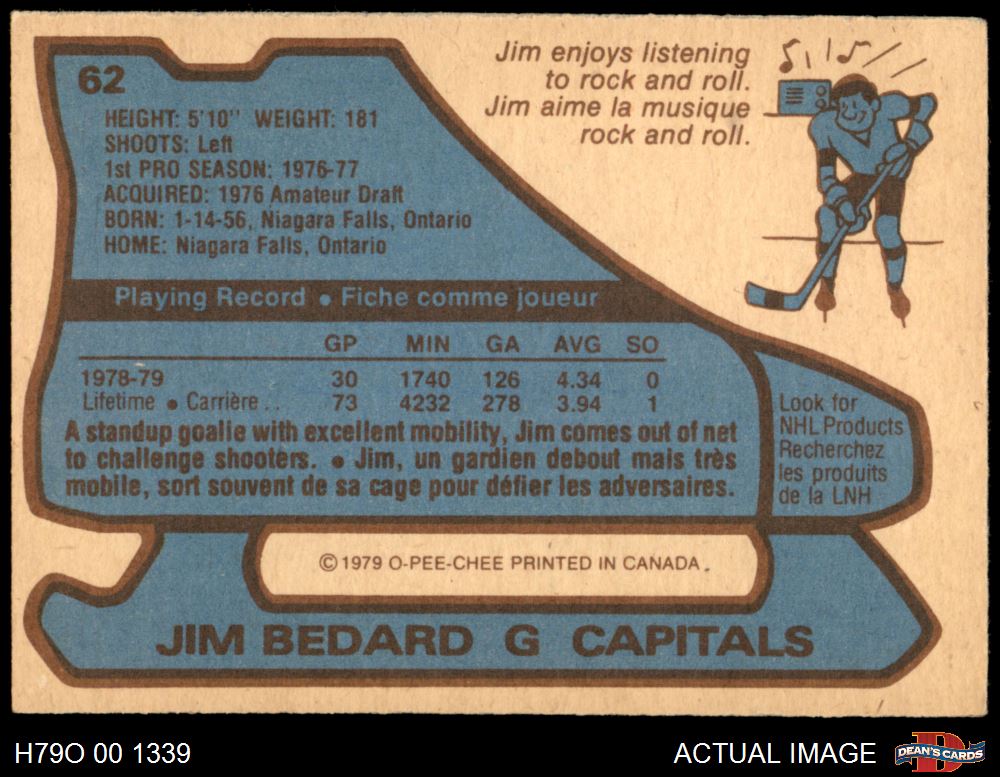 62
HEIGHT: 5'10" WEIGHT: 181
SHOOTS: Left
1st PRO SEASON: 1976-77
ACQUIRED: 1976 Amateur Draft
BORN: 1-14-56, Niagara Falls, Ontario
HOME: Niagara Falls, Ontario
Jim enjoys listening
to rock and roll.
Jim aime la musique
rock and roll.
Playing Record • Fiche comme joueur
GP MIN GA AVG SO
1978-79 30 1740 126 4.34 0
Lifetime • Carrière .. 73 4232 278 3.94 1
A standup goalie with excellent mobility, Jim comes out of net
to challenge shooters. • Jim, un gardien debout mais très
mobile, sort souvent de sa cage pour défier les adversaires.
Look for
NHL Products
Recherchez
les produits
de la LNH
© 1979 O-PEE-CHEE PRINTED IN CANADA.
JIM BEDARD G CAPITALS
H79O 00 1339
ACTUAL IMAGE
D
DEAN'S CARDS